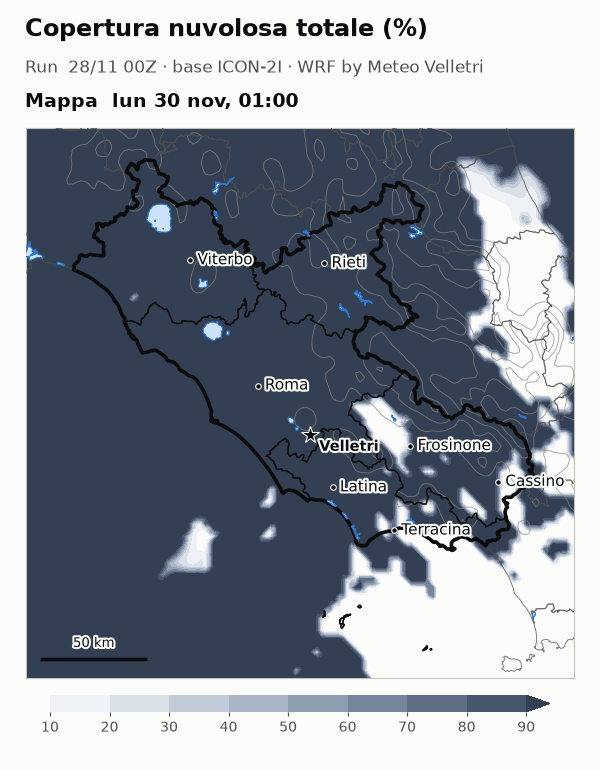 Copertura nuvolosa totale (%)
Run  28/11 00Z · base ICON-2I · WRF by Meteo Velletri
Mappa  lun 30 nov, 01:00
Viterbo
Rieti
Roma
Velletri
Frosinone
Latina
Cassino
Terracina
50 km
10 20 30 40 50 60 70 80 90